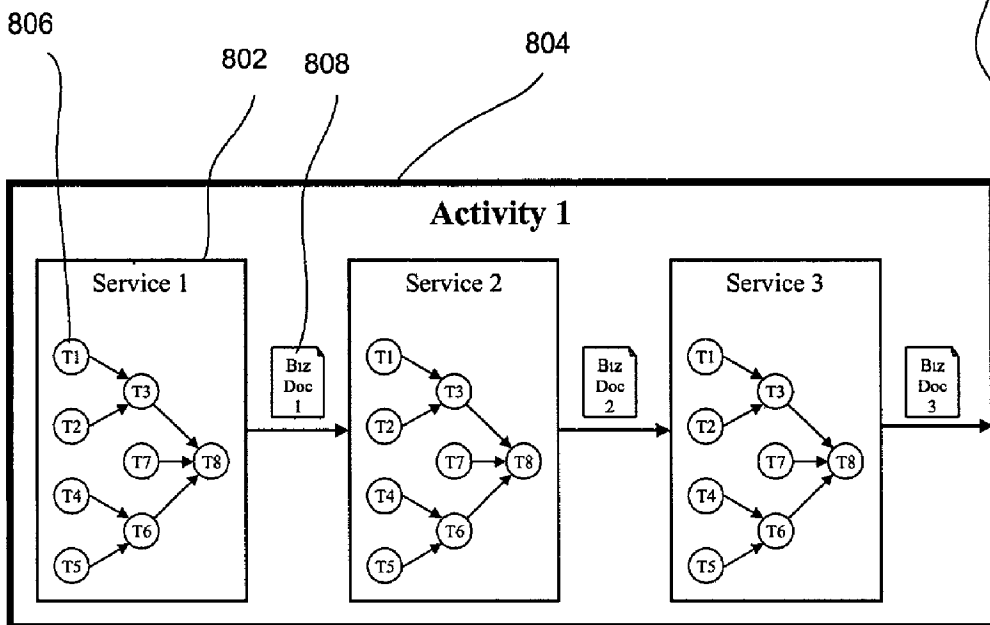 806
802
808
804
Activity 1
Service 1
Service 2
Service 3
T1
T3
T2
T7
T8
T4
T6
T5
Biz
Doc
1
T1
T3
T2
T7
T8
T4
T6
T5
Biz
Doc
2
T1
T3
T2
T7
T8
T4
T6
T5
Biz
Doc
3